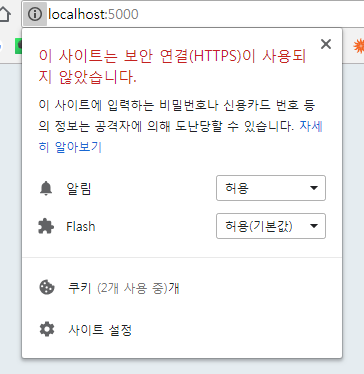 localhost:5000
이 사이트는 보안 연결(HTTPS)이 사용되
지 않았습니다.
이 사이트에 입력하는 비밀번호나 신용카드 번호 등
의 정보는 공격자에 의해 도난당할 수 있습니다. 자세
히 알아보기
알림 허용
Flash 허용(기본값)
쿠키 (2개 사용 중)개
사이트 설정